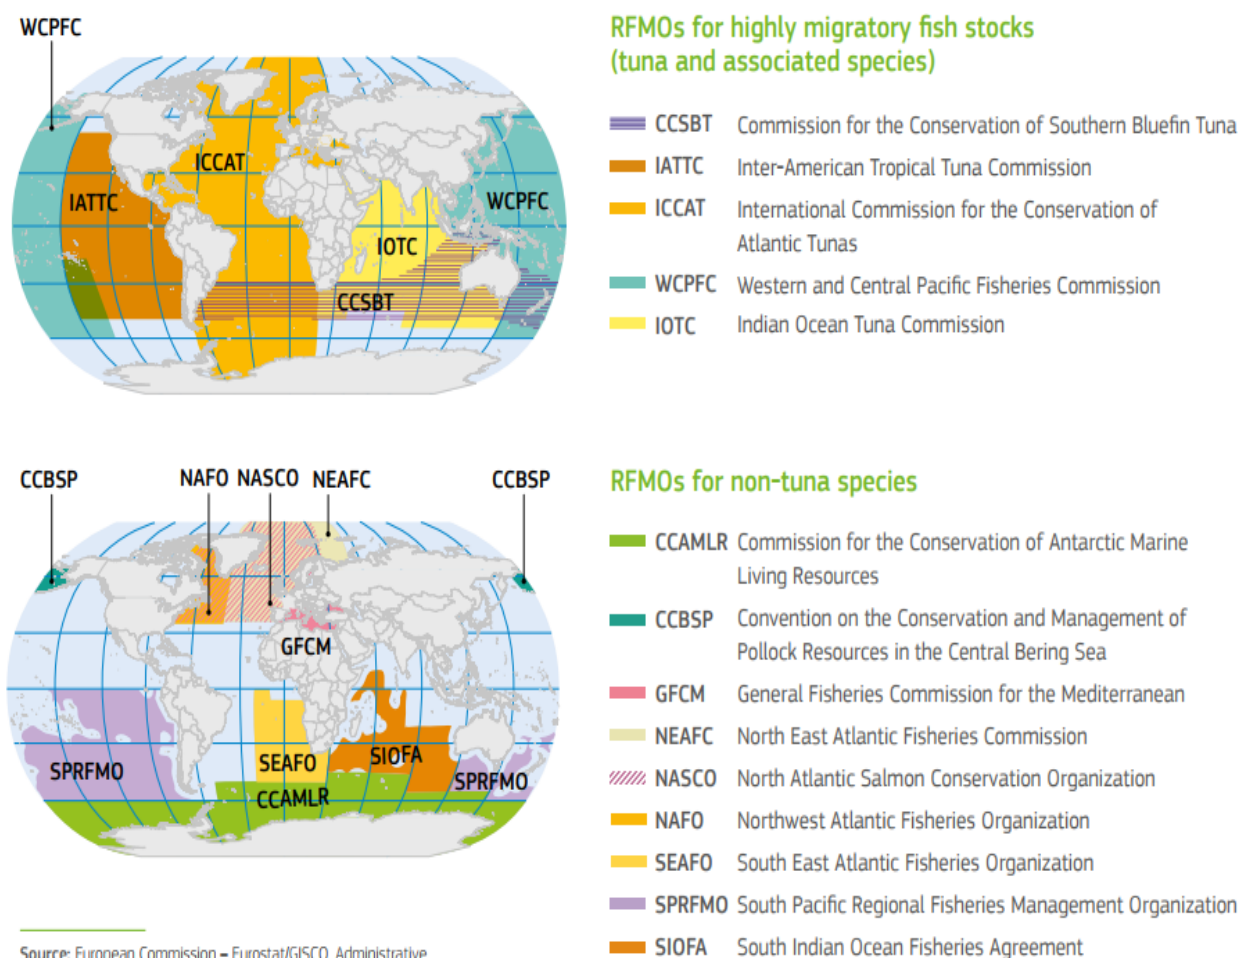 WCPFC
ICCAT
IATTC
WCPFC
IOTC
CCSBT
RFMOs for highly migratory fish stocks
(tuna and associated species)
CCSBT Commission for the Conservation of Southern Bluefin Tuna
IATTC Inter-American Tropical Tuna Commission
ICCAT International Commission for the Conservation of
Atlantic Tunas
WCPFC Western and Central Pacific Fisheries Commission
IOTC Indian Ocean Tuna Commission
CCBSP NAFO NASCO NEAFC CCBSP
GFCM
SPRFMO
SEAFO
SIOFA
SPRFMO
CCAMLR
RFMOs for non-tuna species
CCAMLR Commission for the Conservation of Antarctic Marine
Living Resources
CCBSP Convention on the Conservation and Management of
Pollock Resources in the Central Bering Sea
GFCM General Fisheries Commission for the Mediterranean
NEAFC North East Atlantic Fisheries Commission
NASCO North Atlantic Salmon Conservation Organization
NAFO Northwest Atlantic Fisheries Organization
SEAFO South East Atlantic Fisheries Organization
SPRFMO South Pacific Regional Fisheries Management Organization
SIOFA South Indian Ocean Fisheries Agreement
Source: European Commission – Eurostat/GISCO, Administrative